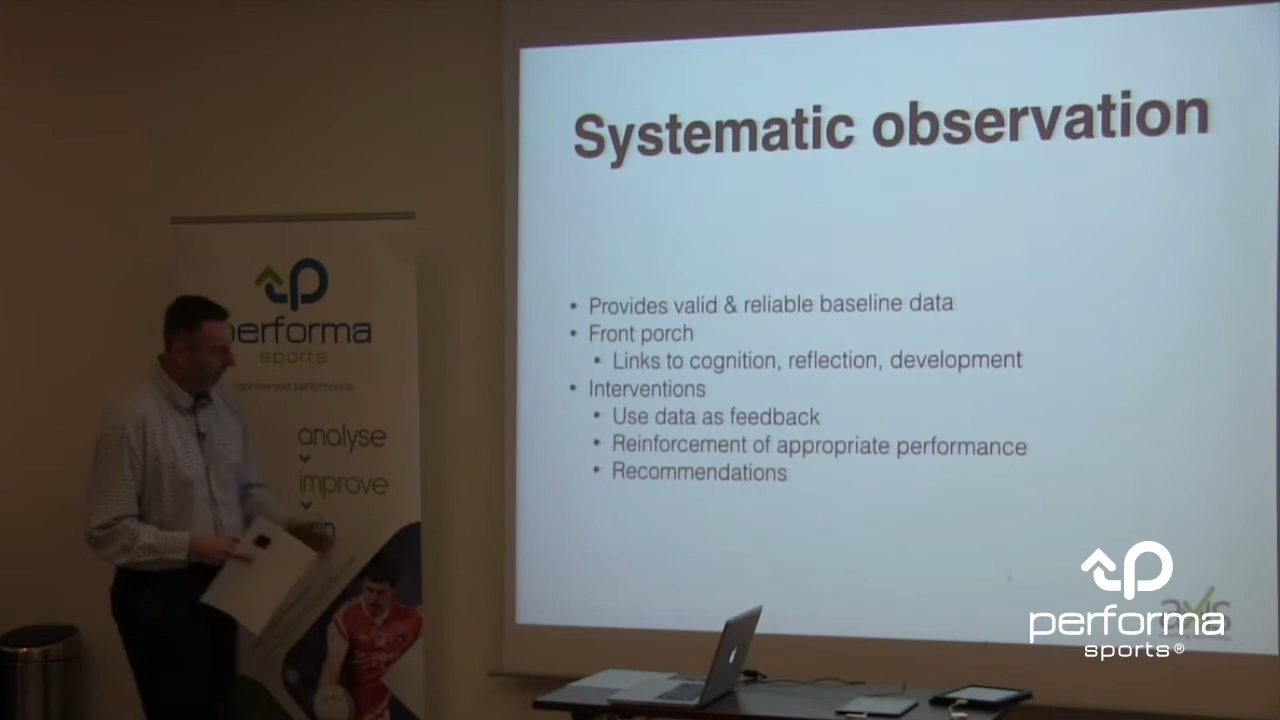 Systematic observation
• Provides valid & reliable baseline data
• Front porch
• Links to cognition, reflection, development
• Interventions
• Use data as feedback
• Reinforcement of appropriate performance
• Recommendations
performa
sports
improve your performance
analyse
improve
axis
performa
sports®